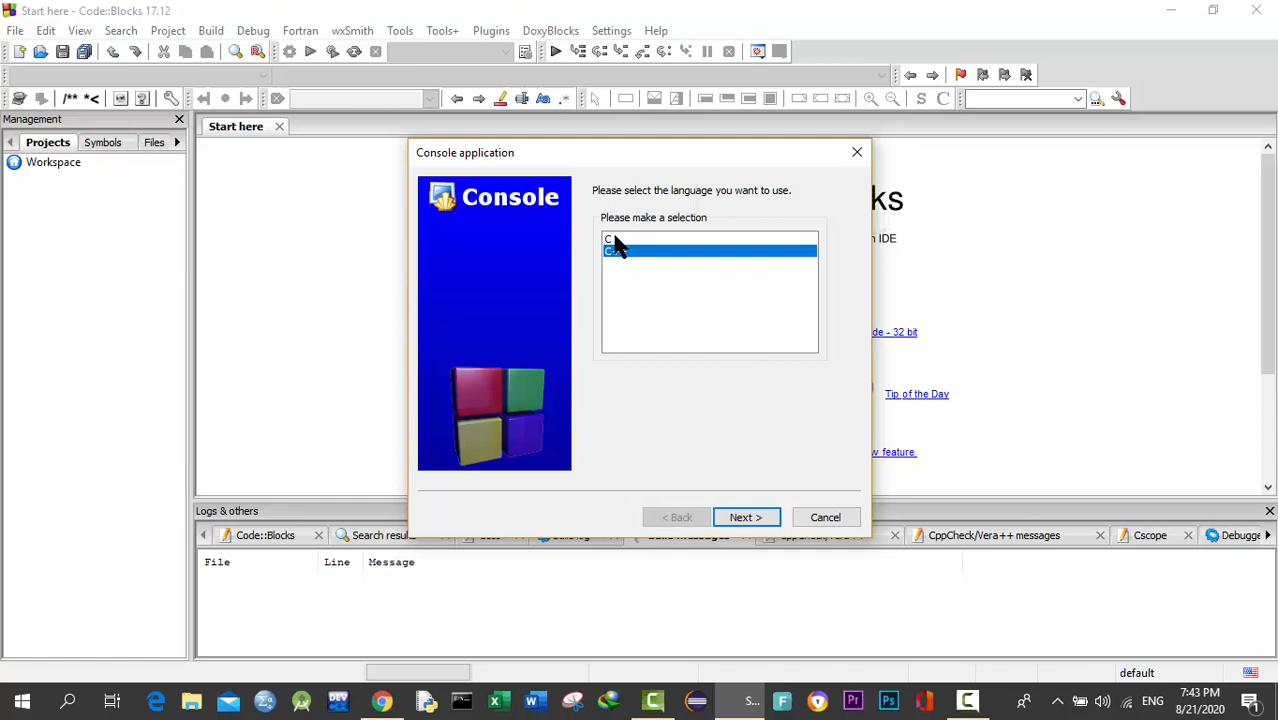 Start here - Code::Blocks 17.12
File Edit View Search Project Build Debug Fortran wxSmith Tools Tools+ Plugins DoxyBlocks Settings Help
/** *<
S C
Management
Projects Symbols Files
Workspace
Start here
Console application
Console
Please select the language you want to use.
Please make a selection
C
< Back Next > Cancel
ks
n IDE
de - 32 bit
Tip of the Day
w feature
Logs & others
Code::Blocks Search results CppCheck/Vera++ messages Cscope Debugge
File Line Message
default
DEV
F
Pr
Ps
S...
ENG
7:43 PM
8/21/2020